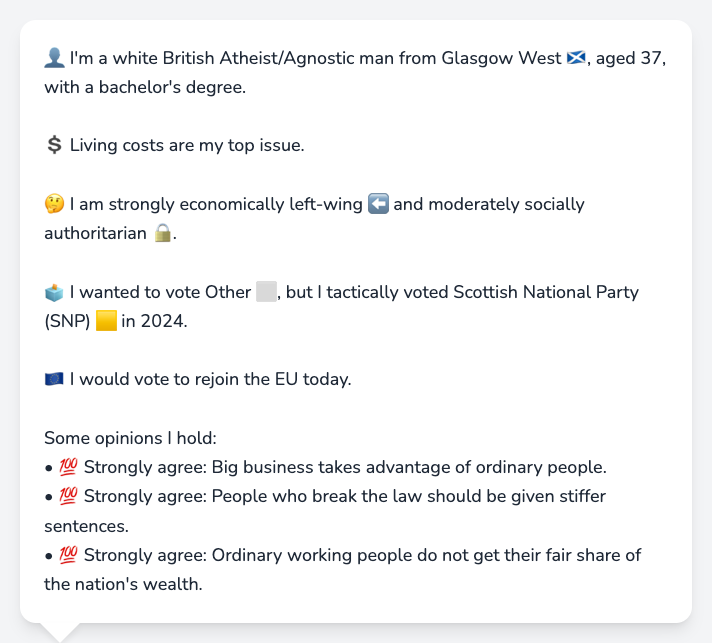 👤 I'm a white British Atheist/Agnostic man from Glasgow West 🏴󠁧󠁢󠁳󠁣󠁴󠁿, aged 37,
with a bachelor's degree.
💲 Living costs are my top issue.
🤔 I am strongly economically left-wing ⬅️ and moderately socially
authoritarian 🔒.
🗳️ I wanted to vote Other ⬜, but I tactically voted Scottish National Party
(SNP) 🟨 in 2024.
🇪🇺 I would vote to rejoin the EU today.
Some opinions I hold:
• 💯 Strongly agree: Big business takes advantage of ordinary people.
• 💯 Strongly agree: People who break the law should be given stiffer
sentences.
• 💯 Strongly agree: Ordinary working people do not get their fair share of
the nation's wealth.